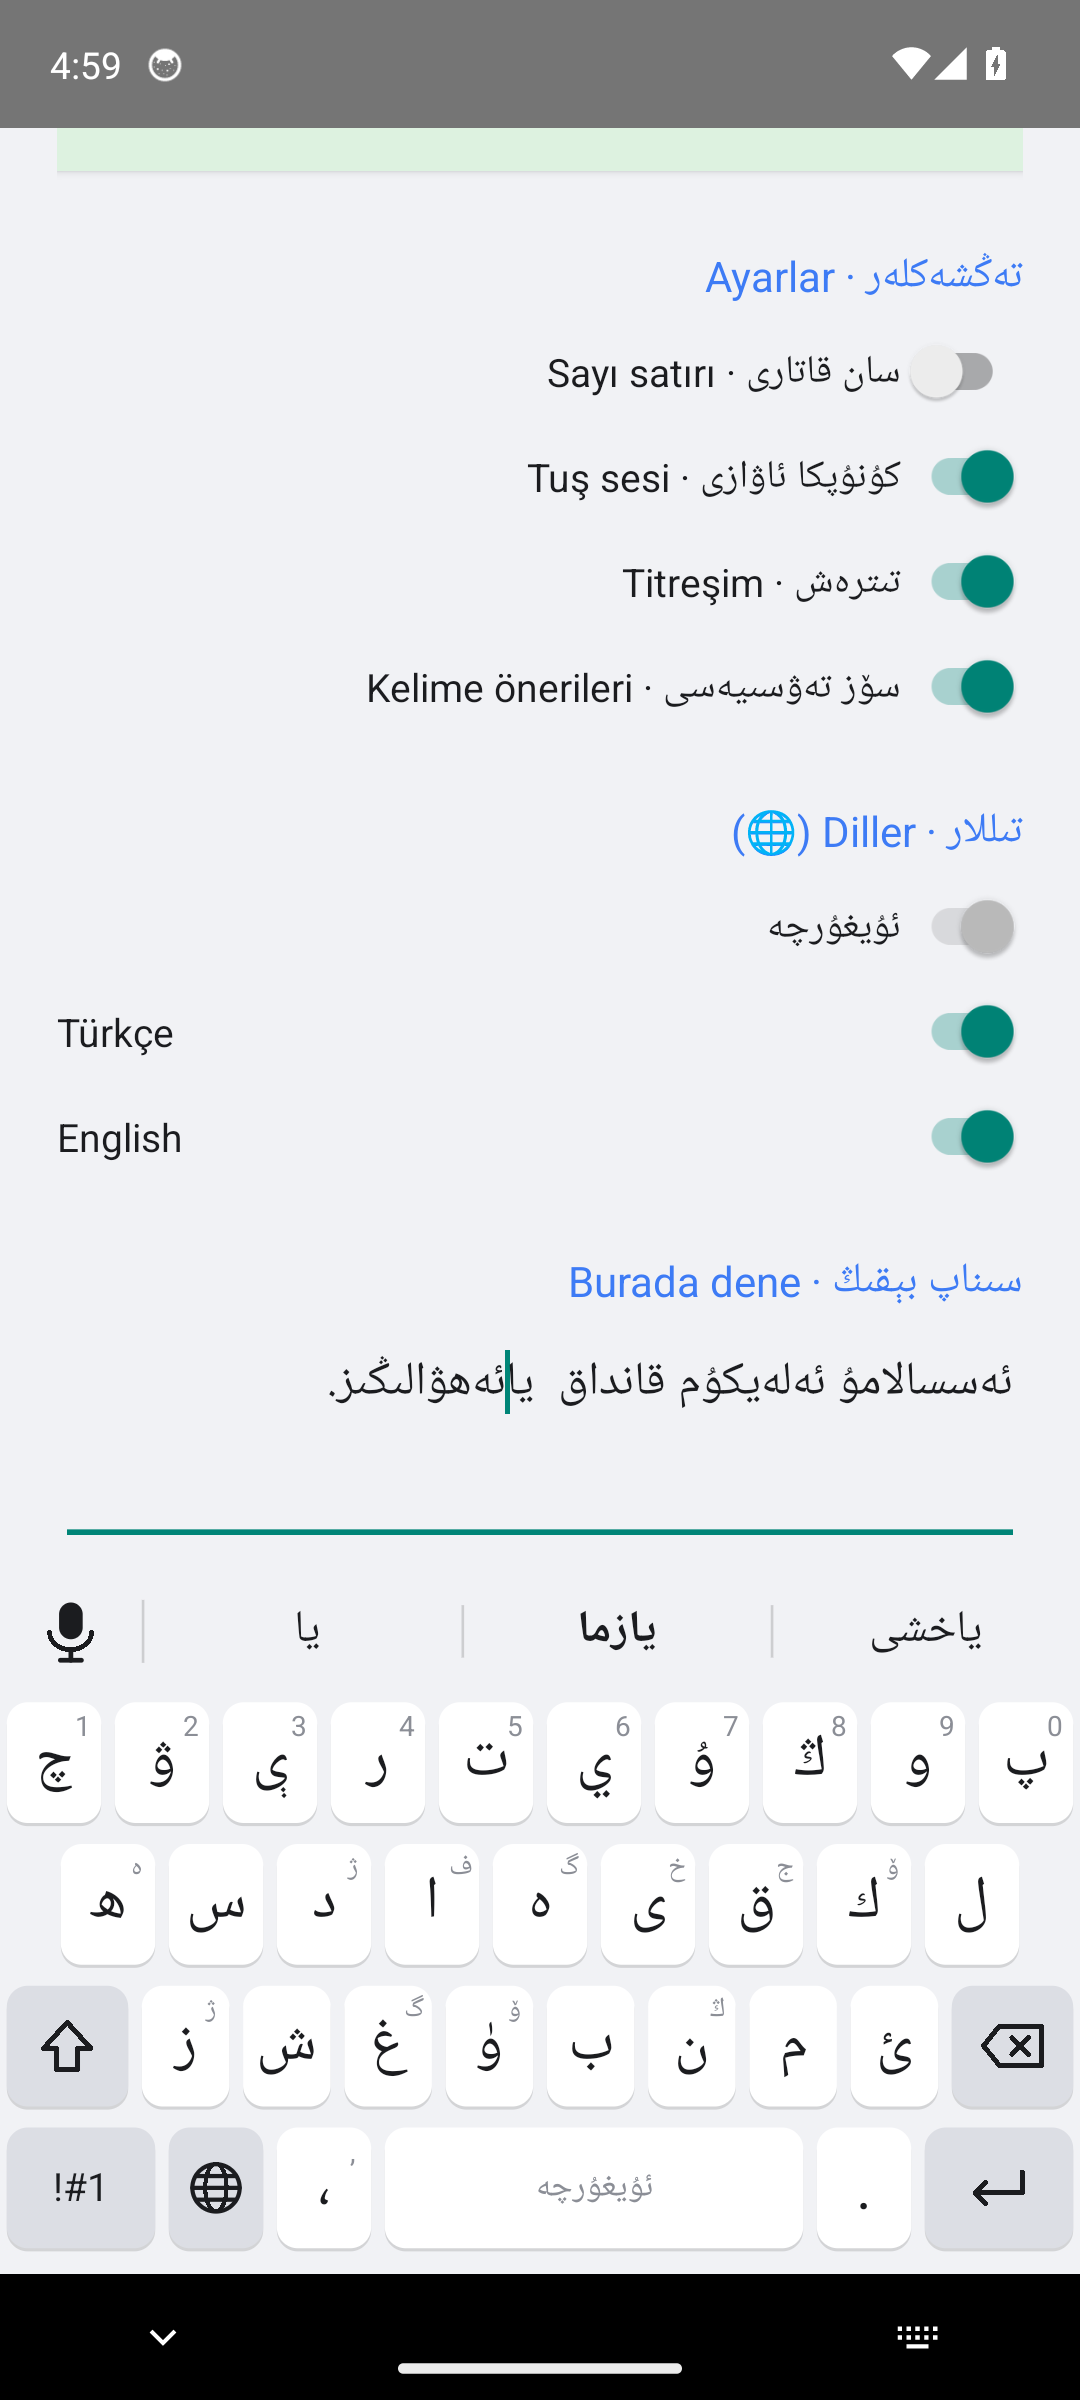 4:59
تەڭشەكلەر · Ayarlar
سان قاتارى · Sayı satırı
كۇنۇپكا ئاۋازى · Tuş sesi
تىترەش · Titreşim
سۆز تەۋسىيەسى · Kelime önerileri
تىللار · Diller (🌐)
ئۇيغۇرچە
Türkçe
English
سىناپ بېقىڭ · Burada dene
ئەسسالامۇ ئەلەيكۇم قانداق  يائەھۋالىڭىز.
يا يازما ياخشى
چ 1 ۋ 2 ې 3 ر 4 ت 5 ي 6 ۇ 7 ڭ 8 و 9 پ 0
ھ ە س د ژ ا ف ە گ ى خ ق ج ك ۆ ل
ز ژ ش غ گ ۈ ۆ ب ن ڭ م ئ
!#1 ، ’ ئۇيغۇرچە .